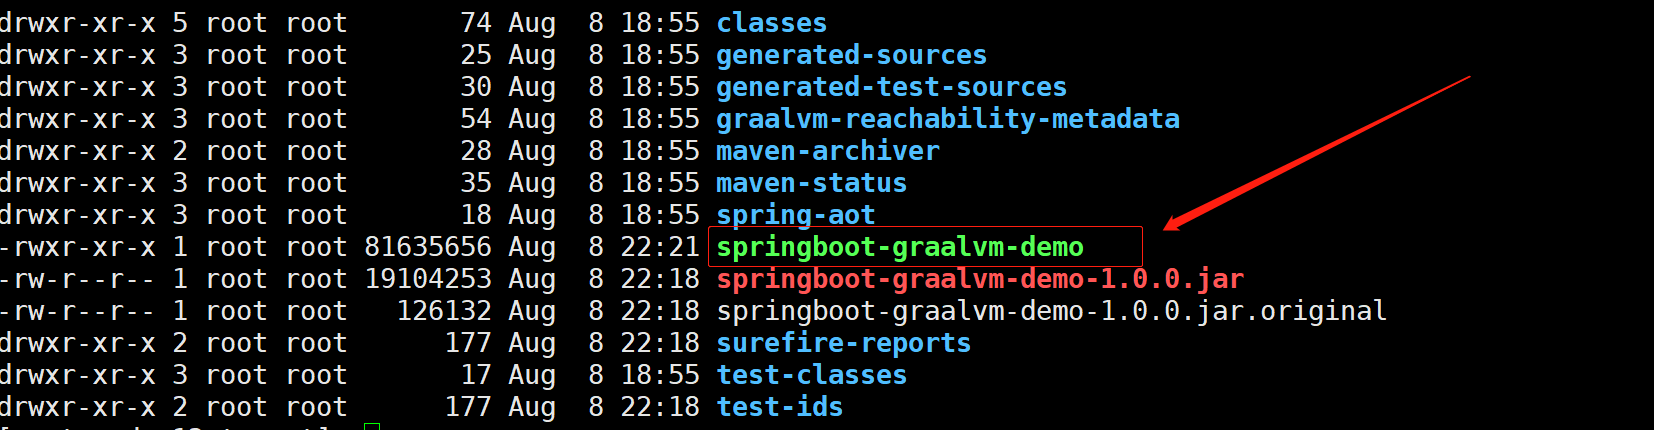 drwxr-xr-x 5 root root       74 Aug  8 18:55 classes
drwxr-xr-x 3 root root       25 Aug  8 18:55 generated-sources
drwxr-xr-x 3 root root       30 Aug  8 18:55 generated-test-sources
drwxr-xr-x 3 root root       54 Aug  8 18:55 graalvm-reachability-metadata
drwxr-xr-x 2 root root       28 Aug  8 18:55 maven-archiver
drwxr-xr-x 3 root root       35 Aug  8 18:55 maven-status
drwxr-xr-x 3 root root       18 Aug  8 18:55 spring-aot
-rwxr-xr-x 1 root root 81635656 Aug  8 22:21 springboot-graalvm-demo
-rw-r--r-- 1 root root 19104253 Aug  8 22:18 springboot-graalvm-demo-1.0.0.jar
-rw-r--r-- 1 root root   126132 Aug  8 22:18 springboot-graalvm-demo-1.0.0.jar.original
drwxr-xr-x 2 root root      177 Aug  8 22:18 surefire-reports
drwxr-xr-x 3 root root       17 Aug  8 18:55 test-classes
drwxr-xr-x 2 root root      177 Aug  8 22:18 test-ids